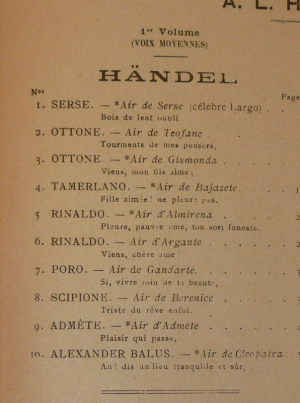 A. L. H
1er Volume
(VOIX MOYENNES)
HÄNDEL
Nos
Page
1. SERSE. — *Air de Serse (célèbre Largo) .
Bois de lent oubli
2. OTTONE. — Air de Teofane . . . . .
Tourments de mes pensers,
3. OTTONE. — *Air de Gismonda . . . .
Viens, mon fils aimé;
4. TAMERLANO. — *Air de Bajazete. . . . 1
Fille aimée! ne pleure pas.
5 RINALDO. — *Air d'Almirena . . . .
Pleure, pauvre âme, ton sort funeste.
6. RINALDO. — Air d'Argante . . . .
Viens, chère âme!
7. PORO. — Air de Gandarte. . . . .
Si, vivre loin de ta beauté,
8. SCIPIONE. — Air de Berenice . . . .
Triste du rêve enfui.
9. ADMÈTE. — *Air d'Admète . . . .
Plaisir qui passe,
10. ALEXANDER BALUS. — *Air de Cleopatra
Ah! dis un lieu tranquille et sûr,